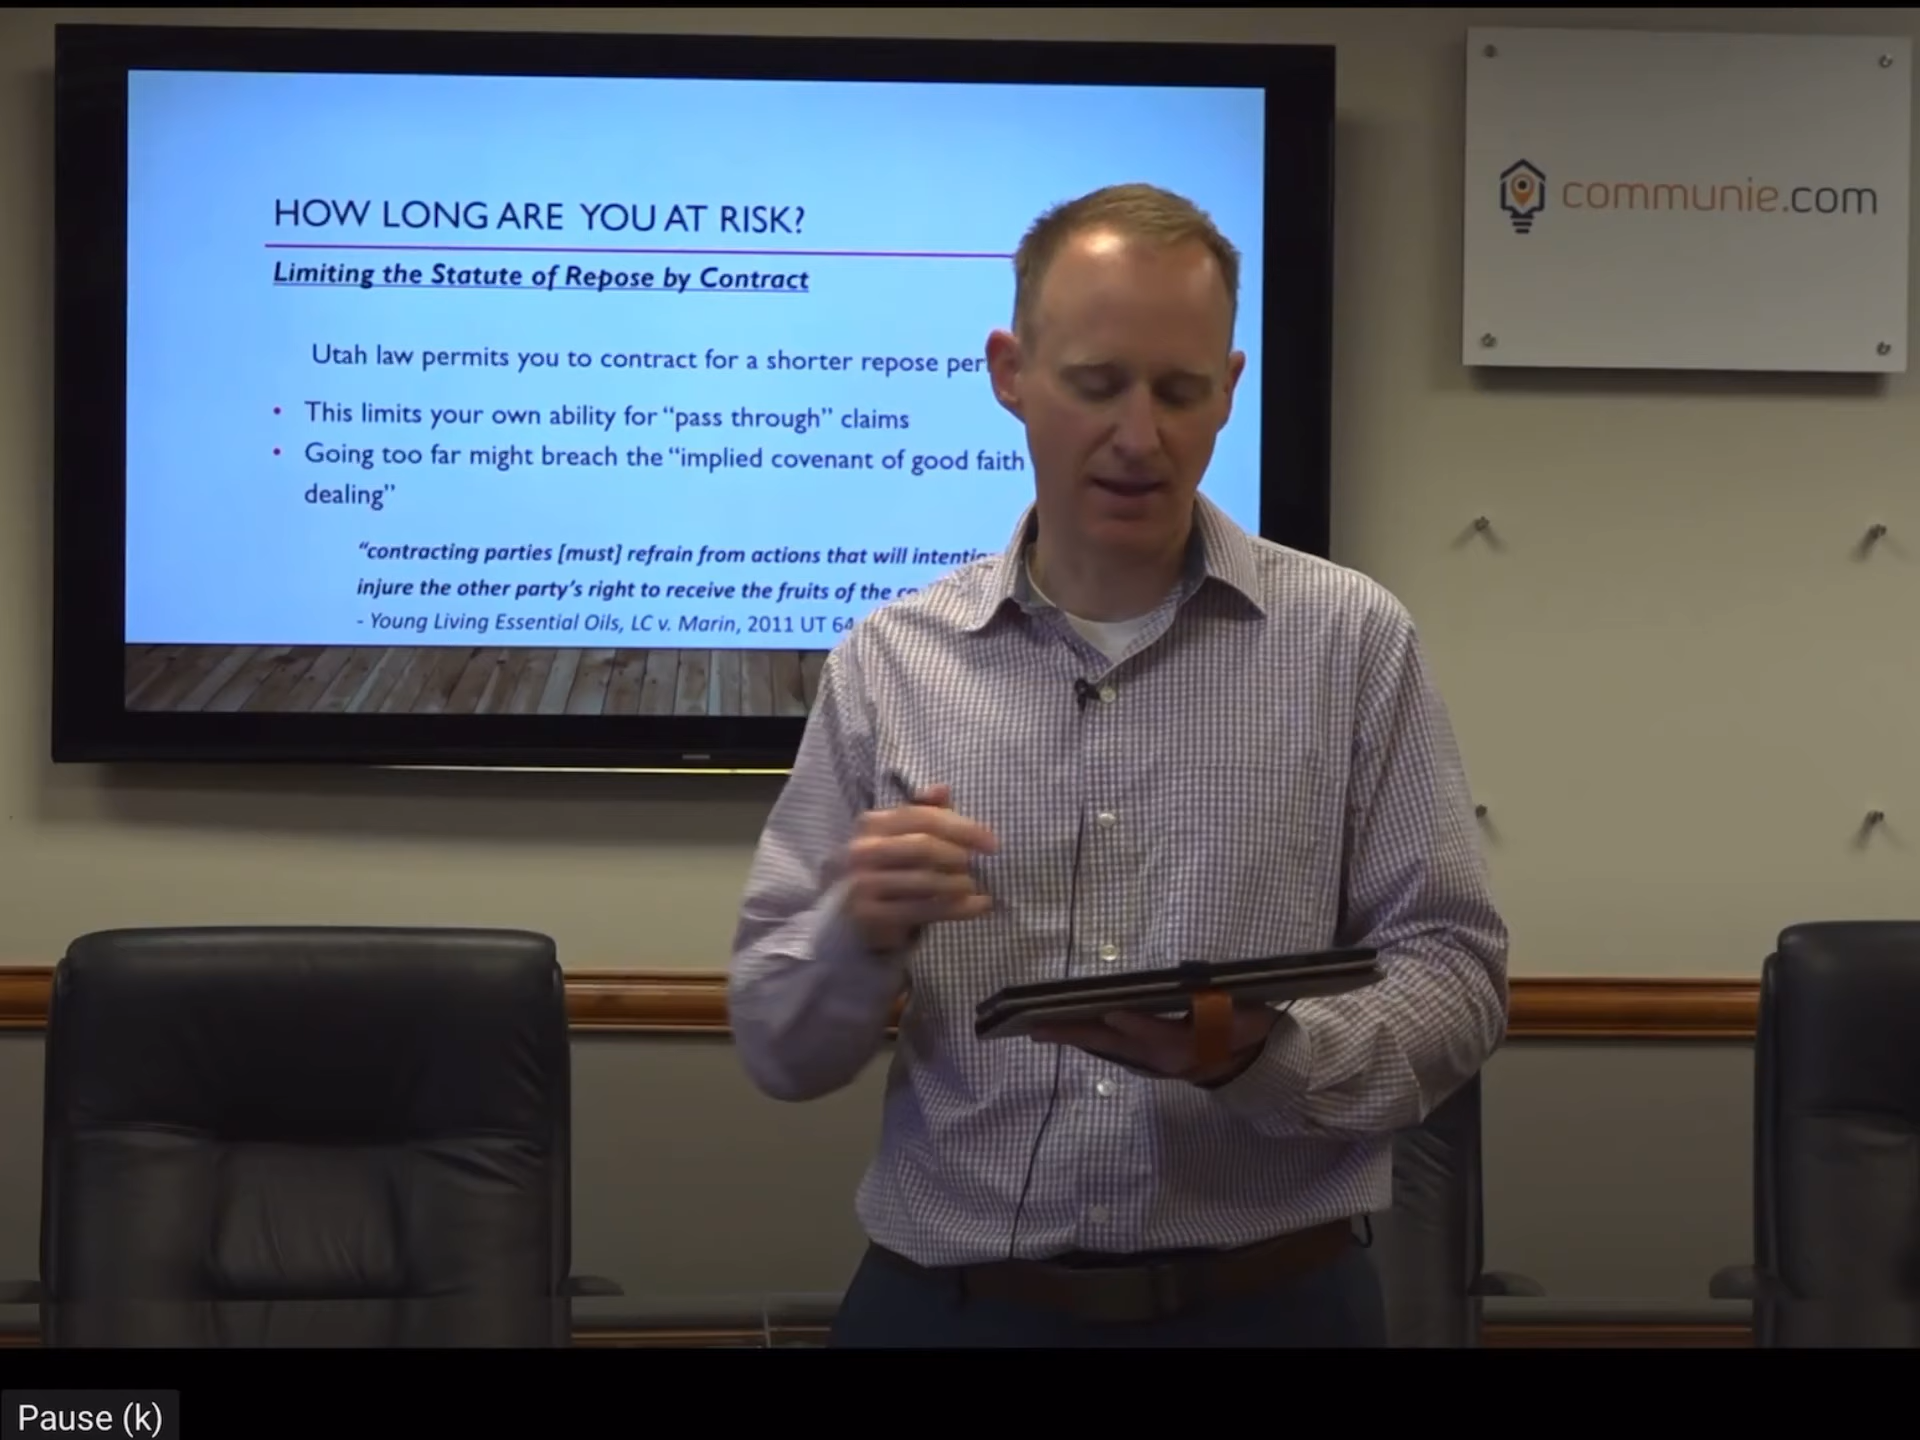 HOW LONG ARE YOU AT RISK?
Limiting the Statute of Repose by Contract
Utah law permits you to contract for a shorter repose
• This limits your own ability for “pass through” claims
• Going too far might breach the “implied covenant of good faith
dealing”
“contracting parties [must] refrain from actions that will
injure the other party’s right to receive the fruits of the
- Young Living Essential Oils, LC v. Marin, 2011 UT 64
communie.com
Pause (k)